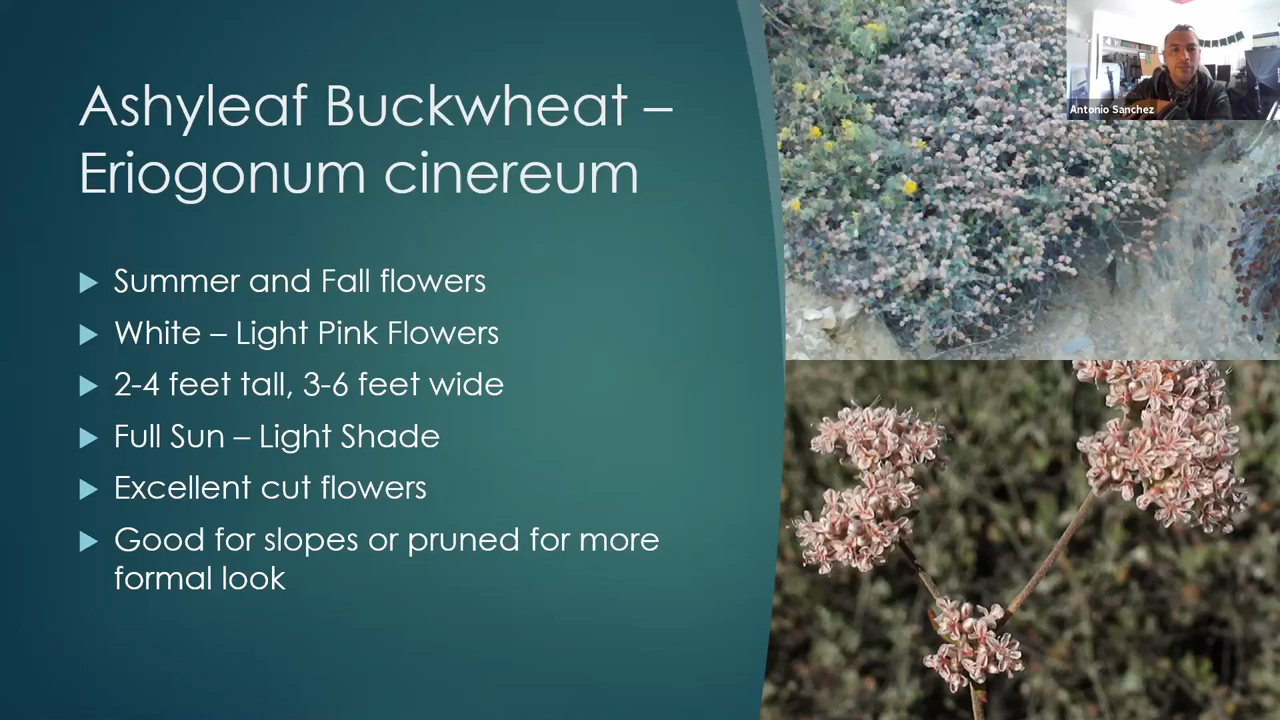 Ashyleaf Buckwheat –
Eriogonum cinereum
Summer and Fall flowers
White – Light Pink Flowers
2-4 feet tall, 3-6 feet wide
Full Sun – Light Shade
Excellent cut flowers
Good for slopes or pruned for more
formal look
Antonio Sanchez